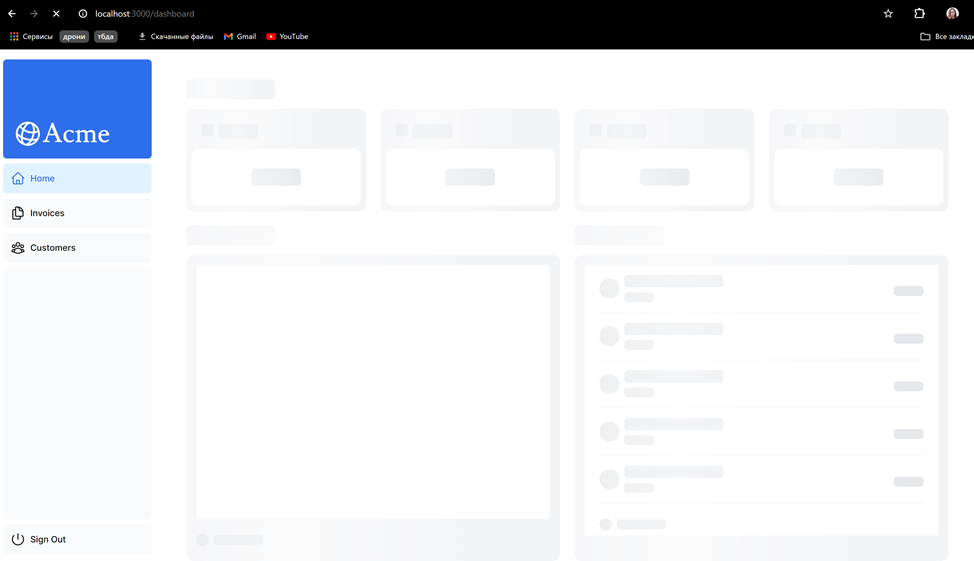 localhost:3000/dashboard
Сервисы дрони тбда Скачанные файлы Gmail YouTube Все заклад
Acme
Home
Invoices
Customers
Sign Out